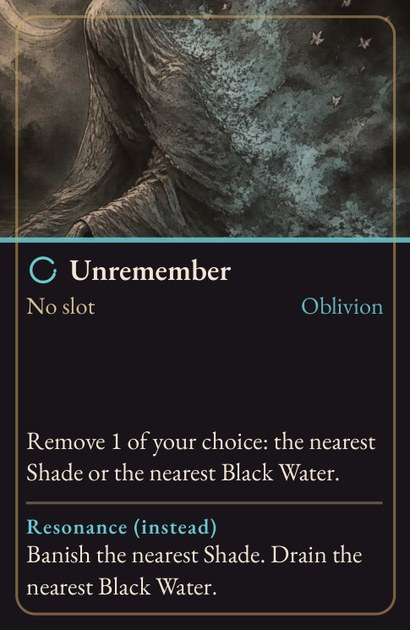 Unremember
No slot
Oblivion
Remove 1 of your choice: the nearest
Shade or the nearest Black Water.
Resonance (instead)
Banish the nearest Shade. Drain the
nearest Black Water.